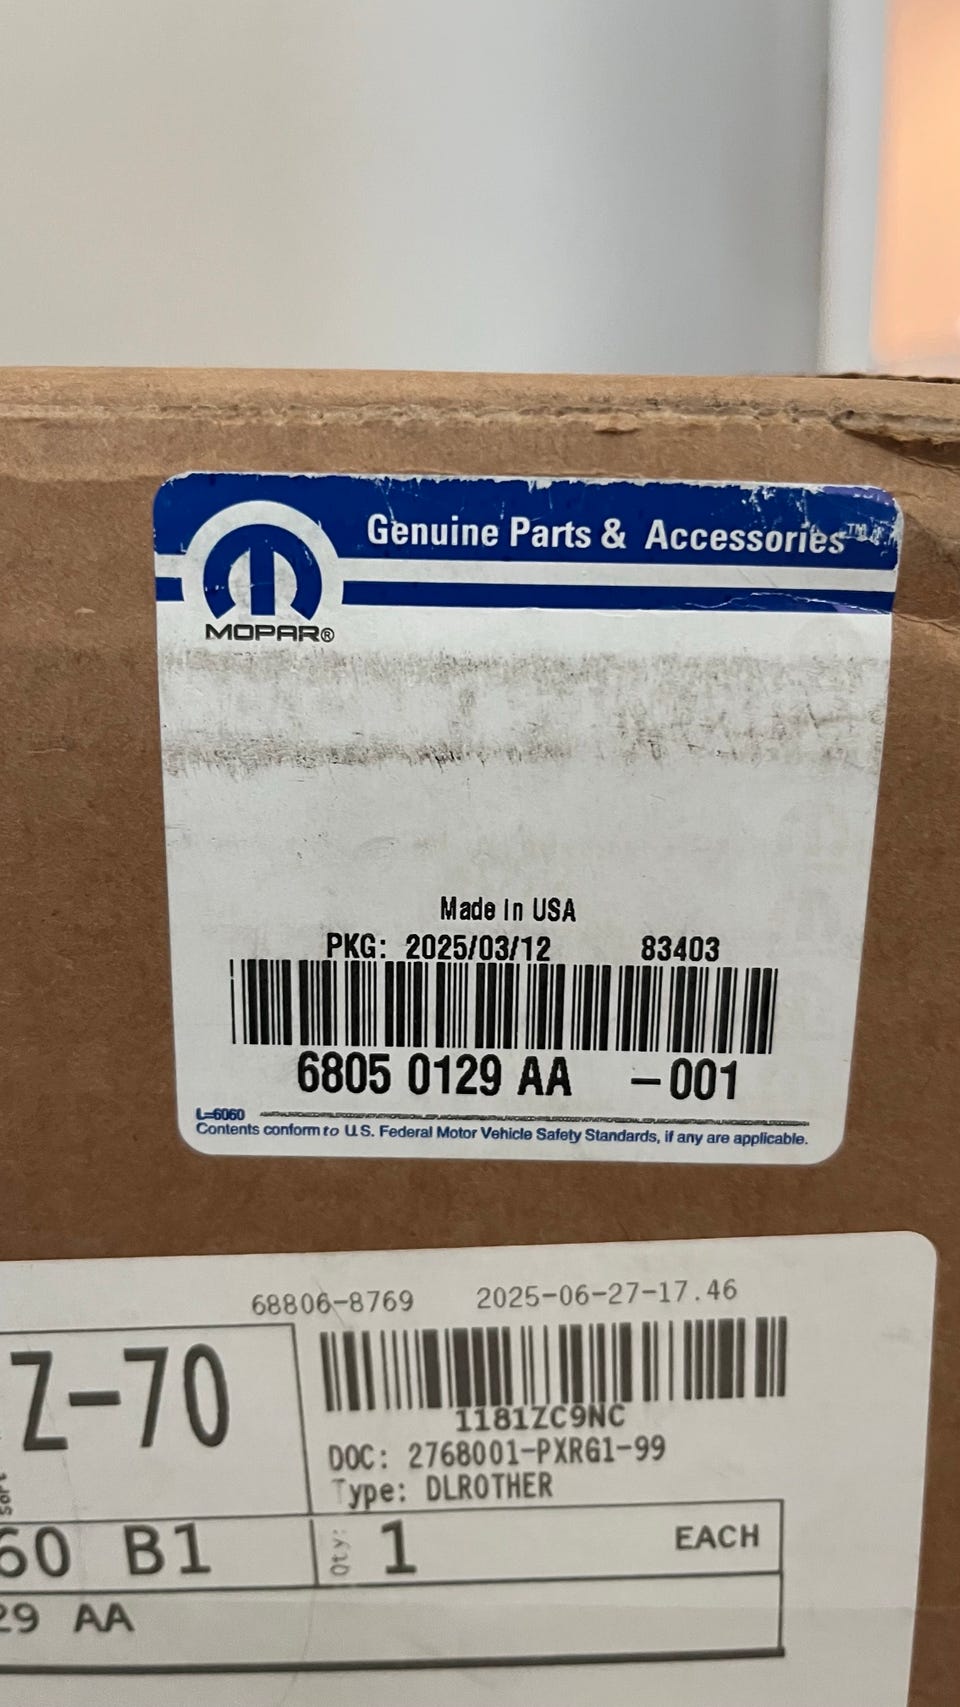 Genuine Parts & Accessories™
MOPAR®
Made In USA
PKG: 2025/03/12 83403
6805 0129 AA –001
L=6060
Contents conform to U.S. Federal Motor Vehicle Safety Standards, if any are applicable.
68806-8769 2025-06-27-17.46
Z-70
1181ZC9NC
DOC: 2768001-PXRG1-99
Type: DLROTHER
60 B1
Qty: 1 EACH
29 AA